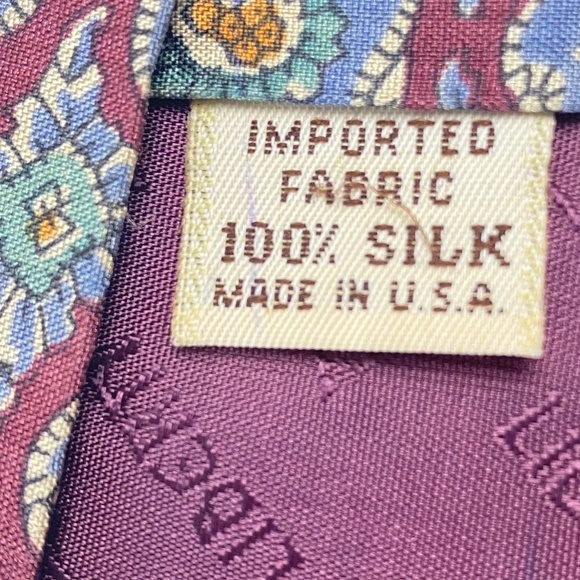 IMPORTED
FABRIC
100% SILK
MADE IN U.S.A.